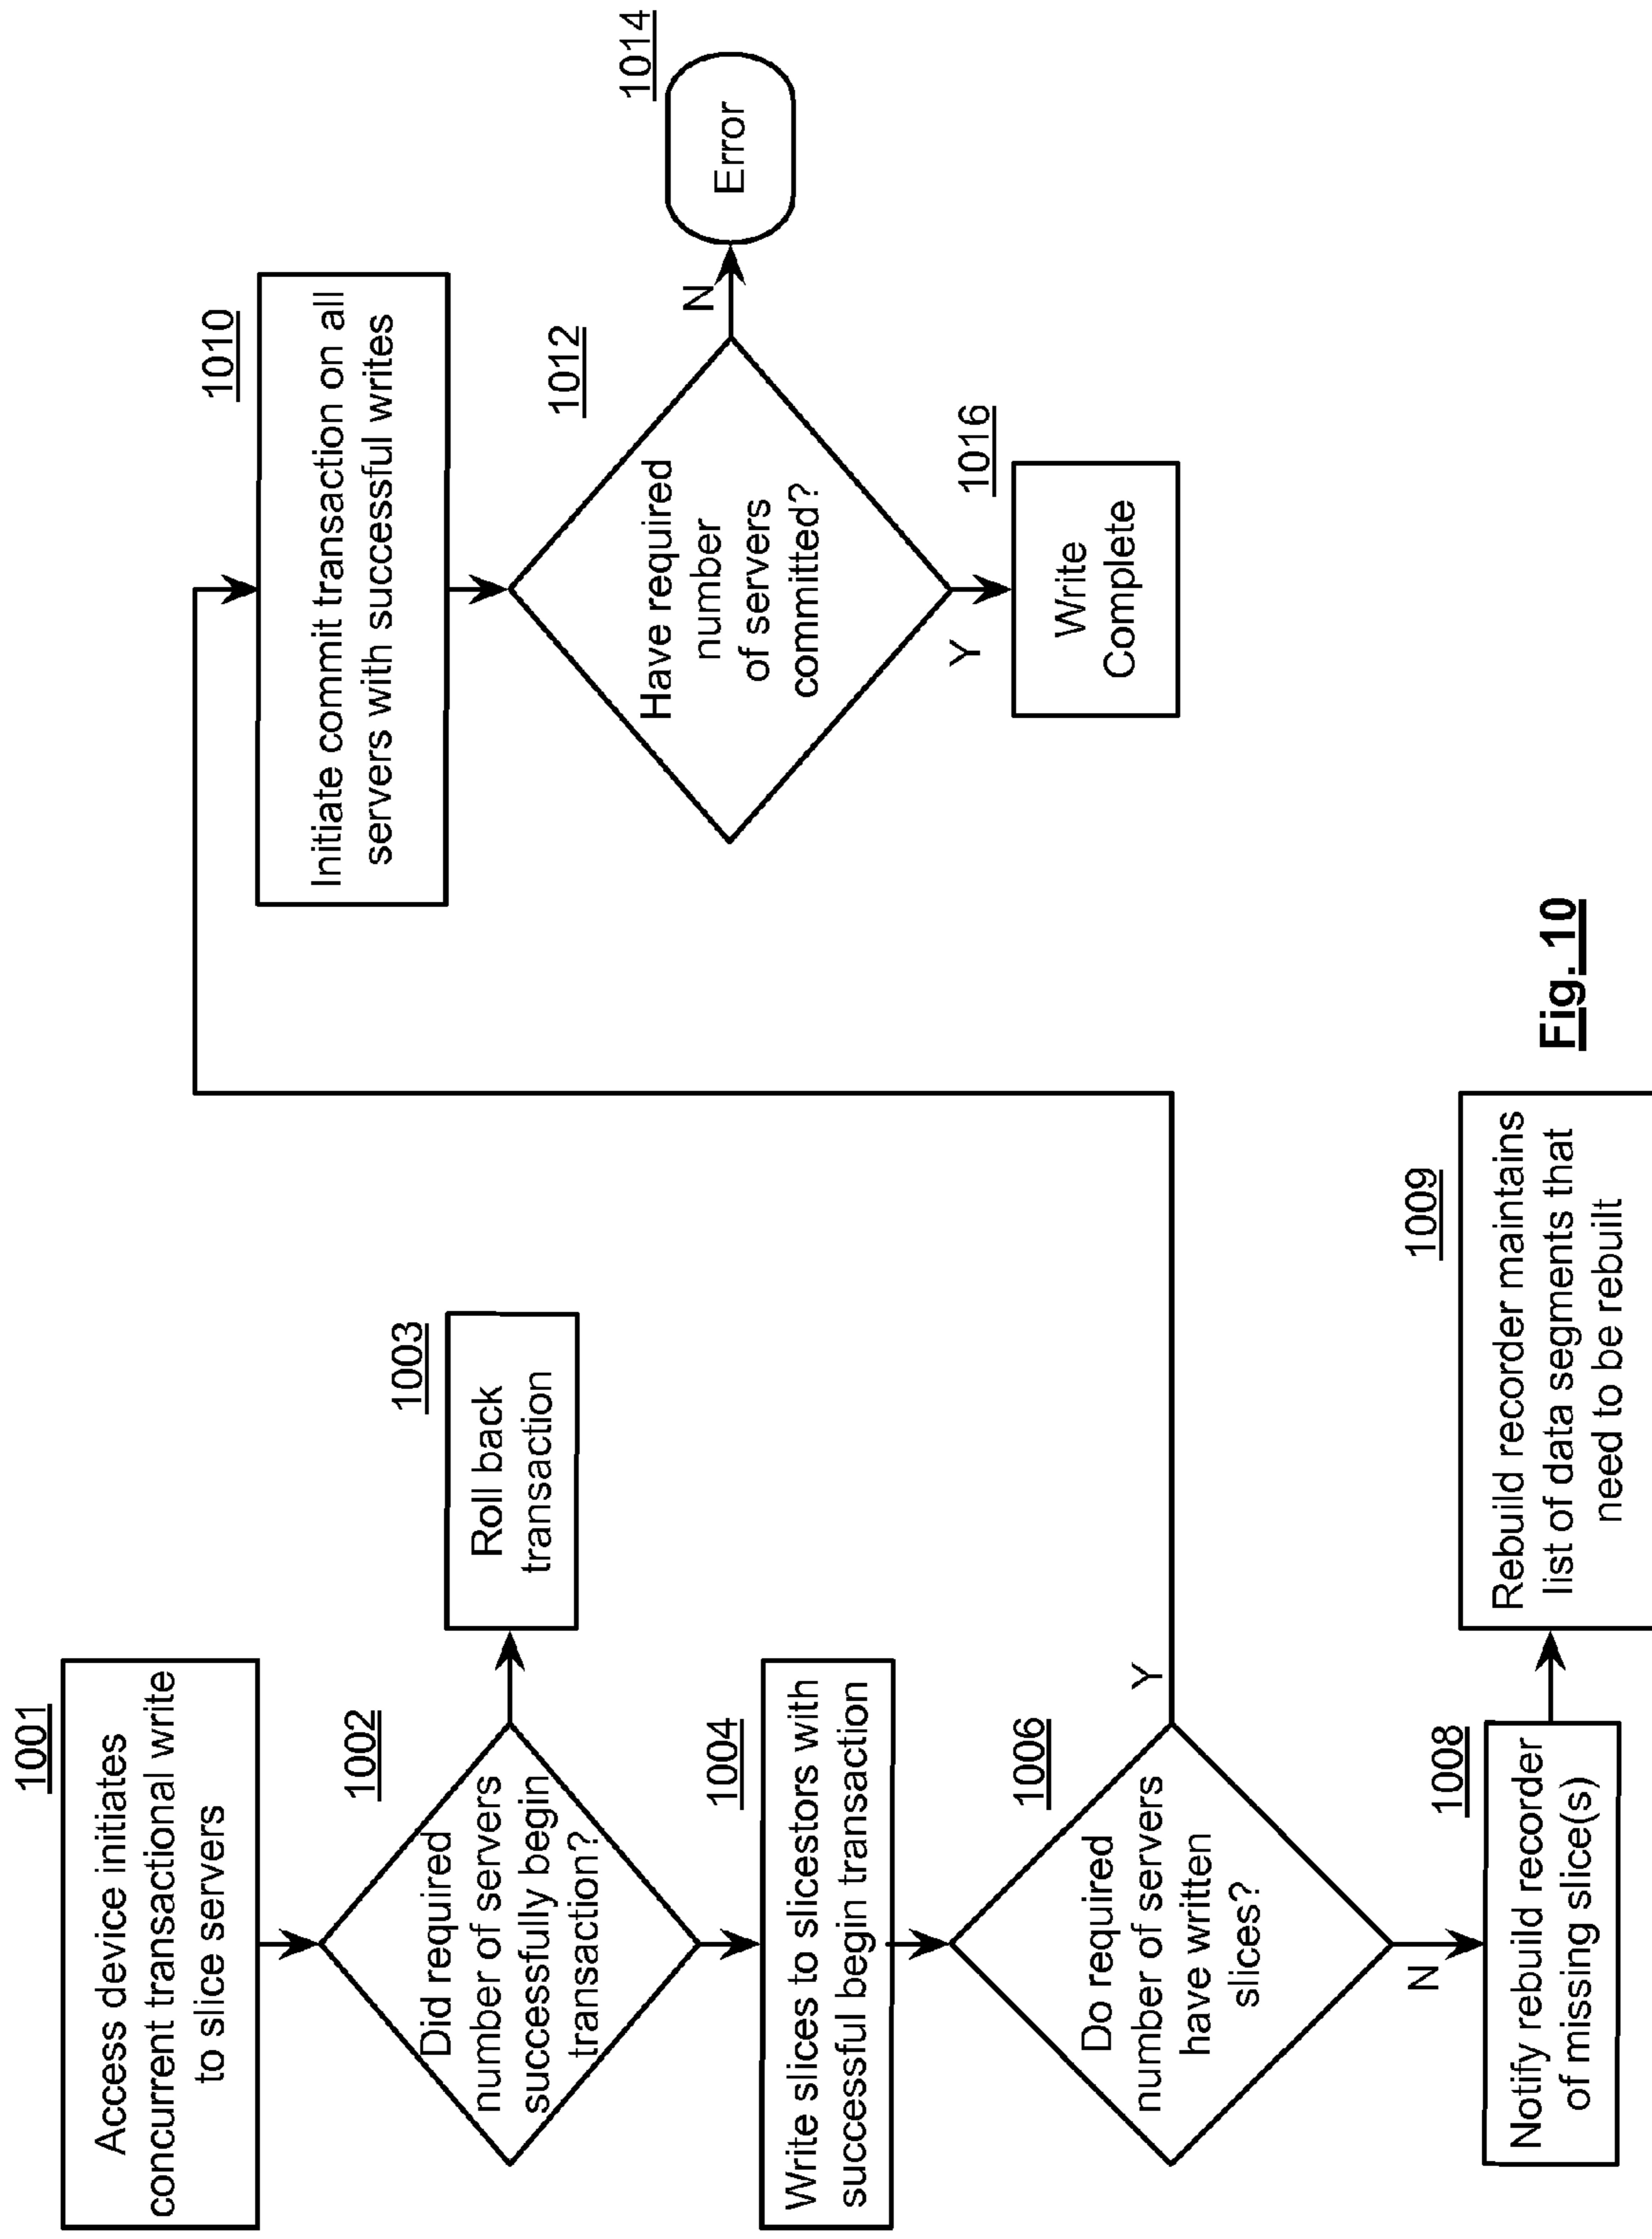 1001
Access device initiates
concurrent transactional write
to slice servers
1002
Did required
number of servers
successfully begin
transaction?
1003
Roll back
transaction
1004
Write slices to slicestors with
successful begin transaction
1006
Do required
number of servers
have written
slices?
Y
N
1008
Notify rebuild recorder
of missing slice(s)
1009
Rebuild recorder maintains
list of data segments that
need to be rebuilt
1010
Initiate commit transaction on all
servers with successful writes
1012
Have required
number
of servers
committed?
N
1014
Error
Y
1016
Write
Complete
Fig. 10